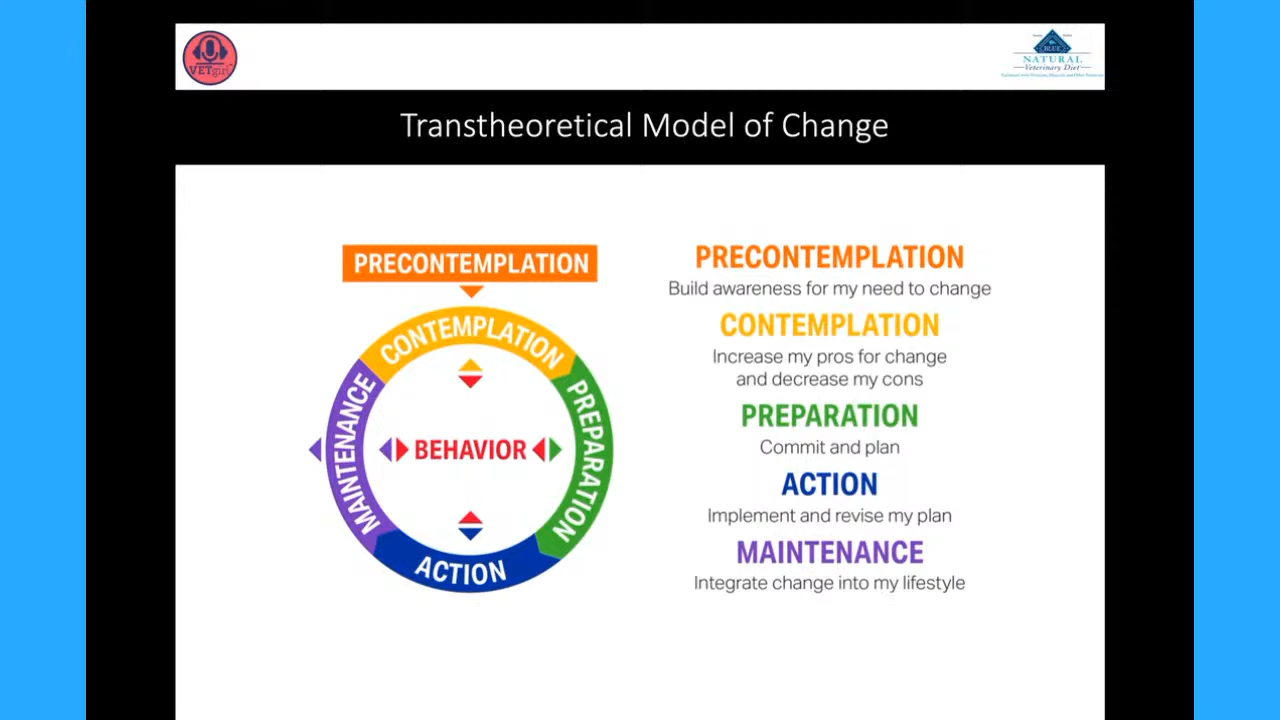 VETgirl
BLUE
NATURAL
Veterinary Diet
Transtheoretical Model of Change
PRECONTEMPLATION
CONTEMPLATION
PREPARATION
ACTION
MAINTENANCE
BEHAVIOR
PRECONTEMPLATION
Build awareness for my need to change
CONTEMPLATION
Increase my pros for change
and decrease my cons
PREPARATION
Commit and plan
ACTION
Implement and revise my plan
MAINTENANCE
Integrate change into my lifestyle